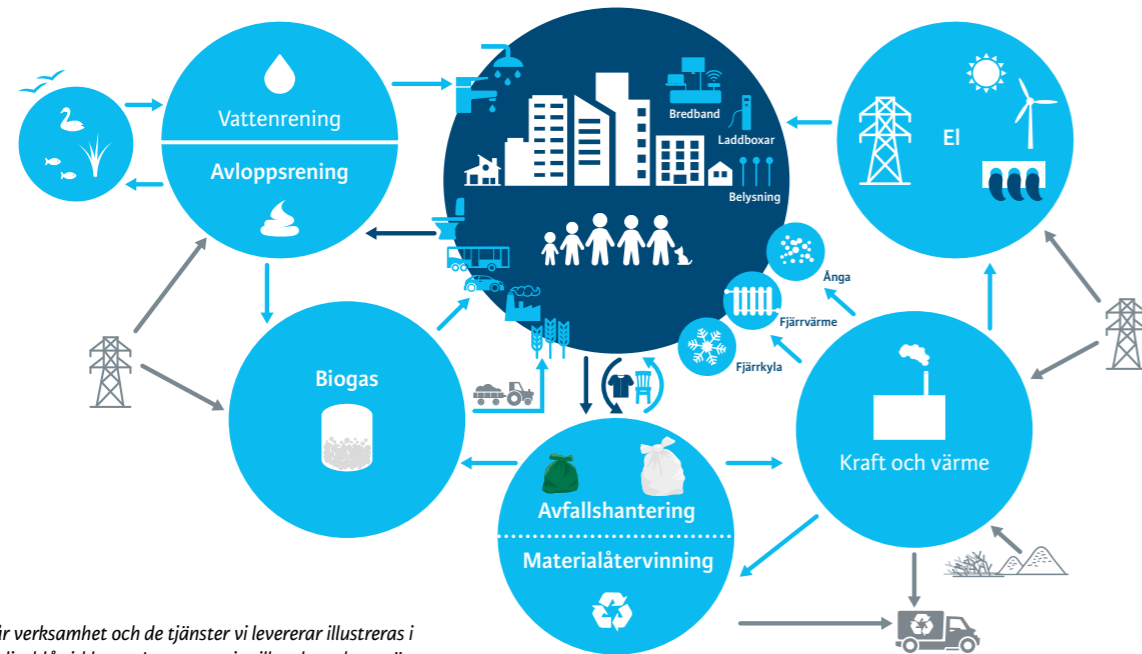 Vattenrening
Avloppsrening
Bredband
Laddboxar
Belysning
El
Ånga
Fjärrvärme
Fjärrkyla
Biogas
Kraft och värme
Avfallshantering
Materialåtervinning
verksamhet och de tjänster vi levererar illustreras i